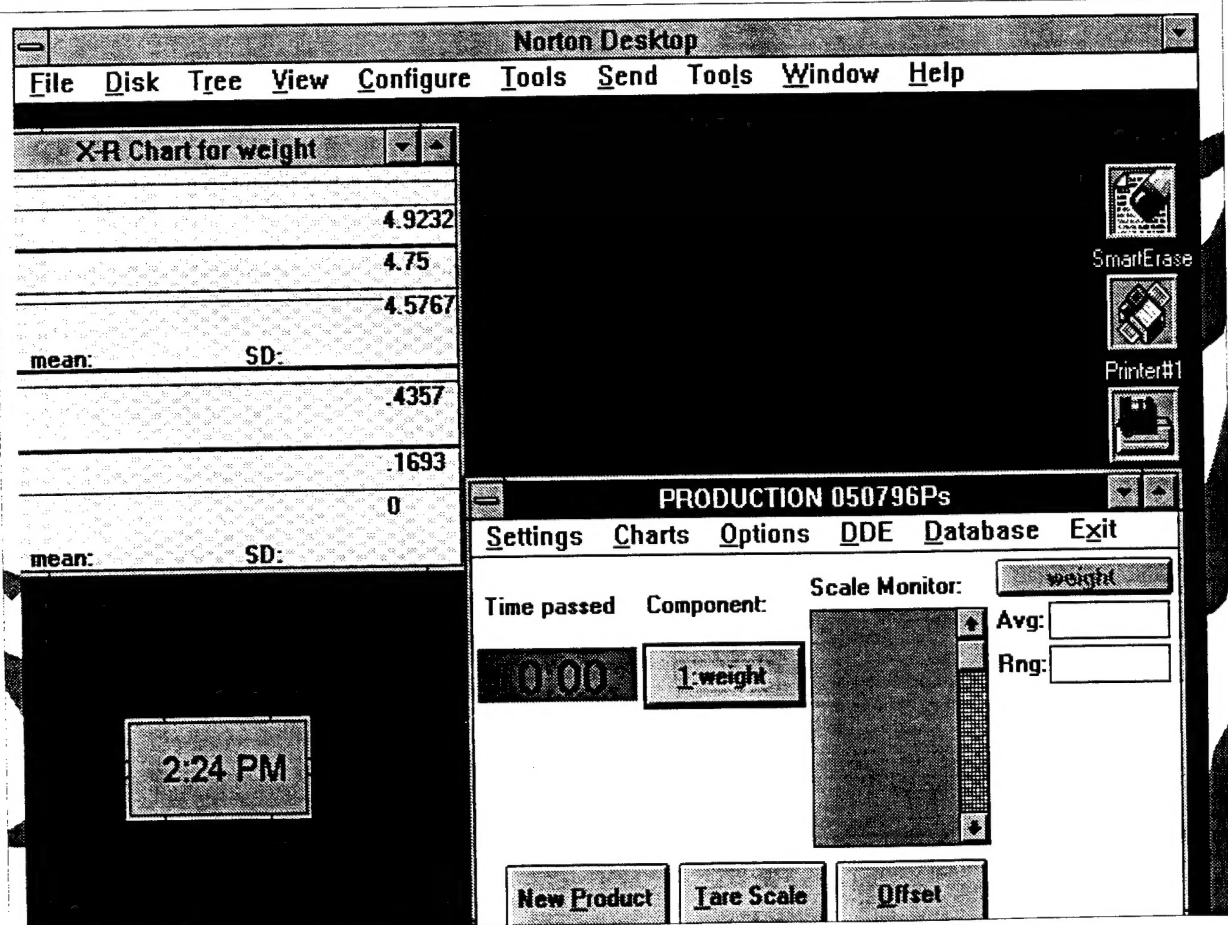 Norton Desktop
File Disk Tree View Configure Tools Send Tools Window Help
X-R Chart for weight
4.9232
4.75
4.5767
mean: SD:
.4357
.1693
0
mean: SD:
SmartErase
Printer#1
PRODUCTION 050796Ps
Settings Charts Options DDE Database Exit
Time passed Component: Scale Monitor: weight
Avg:
Rng:
0:00 1:weight
2:24 PM
New Product Tare Scale Offset